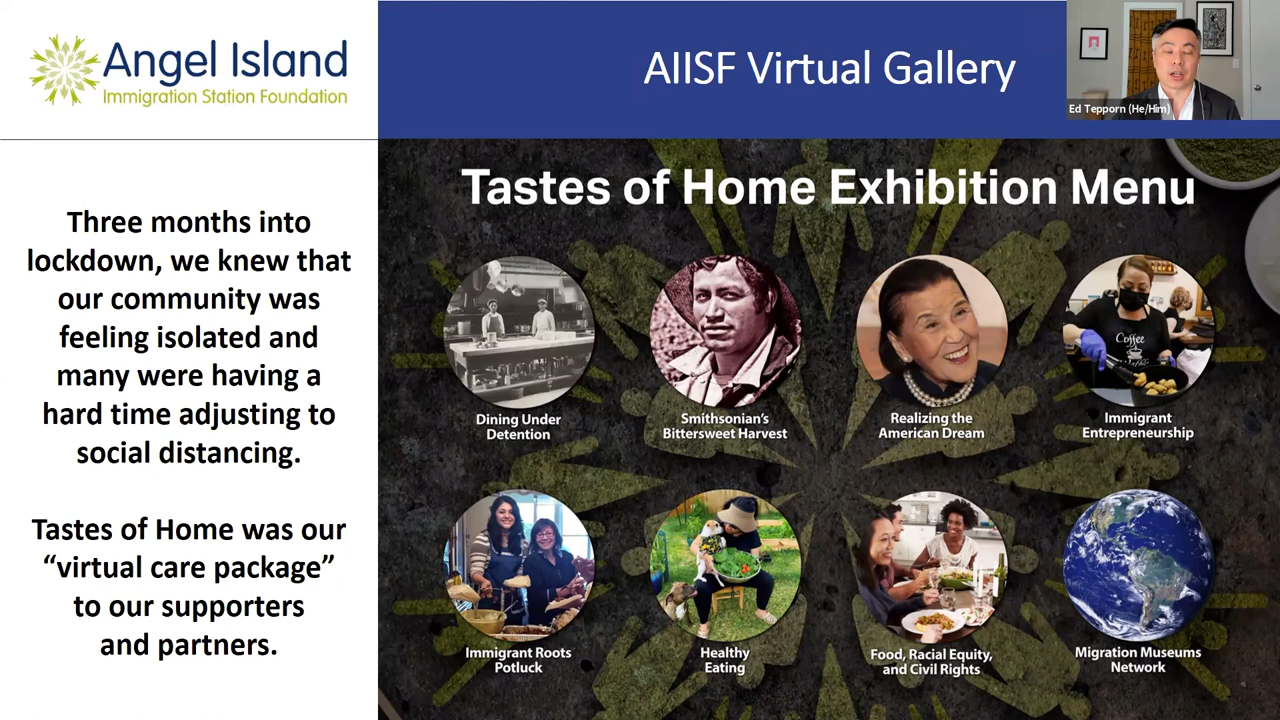 Angel Island
Immigration Station Foundation
AIISF Virtual Gallery
Ed Tepporn (He/Him)
Three months into
lockdown, we knew that
our community was
feeling isolated and
many were having a
hard time adjusting to
social distancing.
Tastes of Home was our
“virtual care package”
to our supporters
and partners.
Tastes of Home Exhibition Menu
Dining Under
Detention
Smithsonian's
Bittersweet Harvest
Realizing the
American Dream
Coffee
Immigrant
Entrepreneurship
Immigrant Roots
Potluck
Healthy
Eating
Food, Racial Equity,
and Civil Rights
Migration Museums
Network